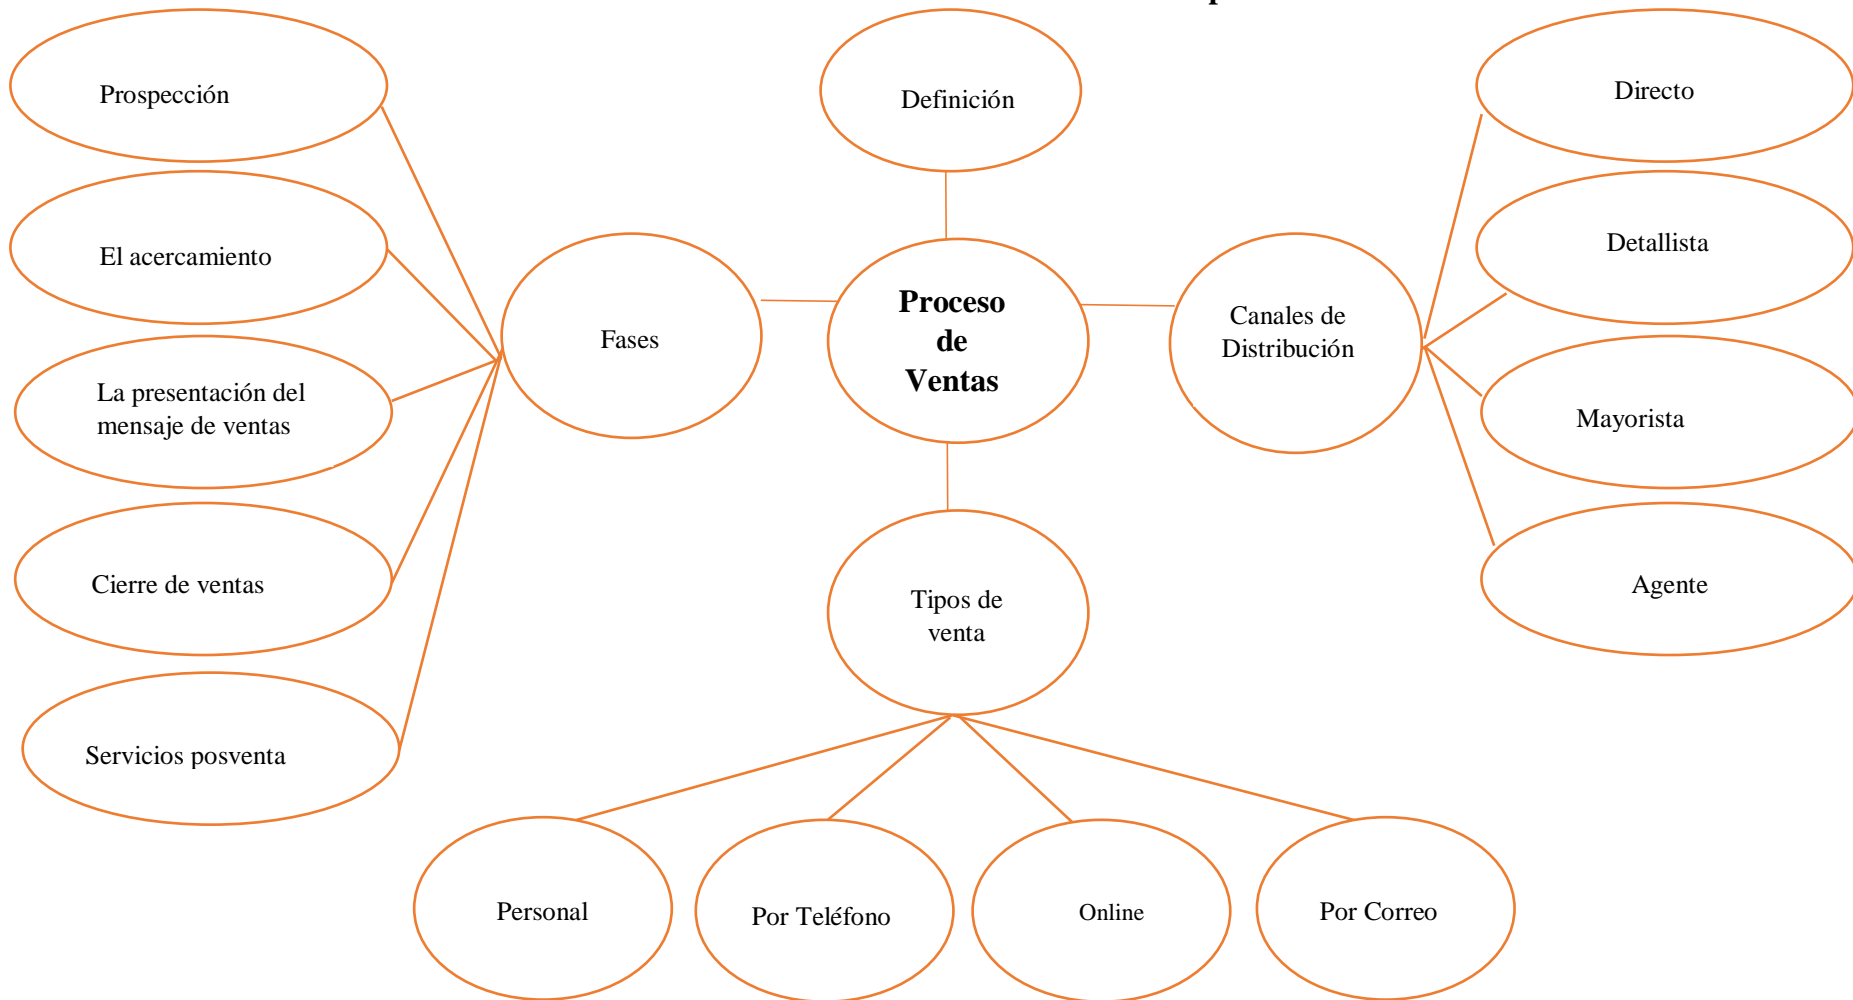 Prospección
El acercamiento
La presentación del
mensaje de ventas
Cierre de ventas
Servicios posventa
Fases
Definición
Proceso
de
Ventas
Canales de
Distribución
Directo
Detallista
Mayorista
Agente
Tipos de
venta
Personal
Por Teléfono
Online
Por Correo